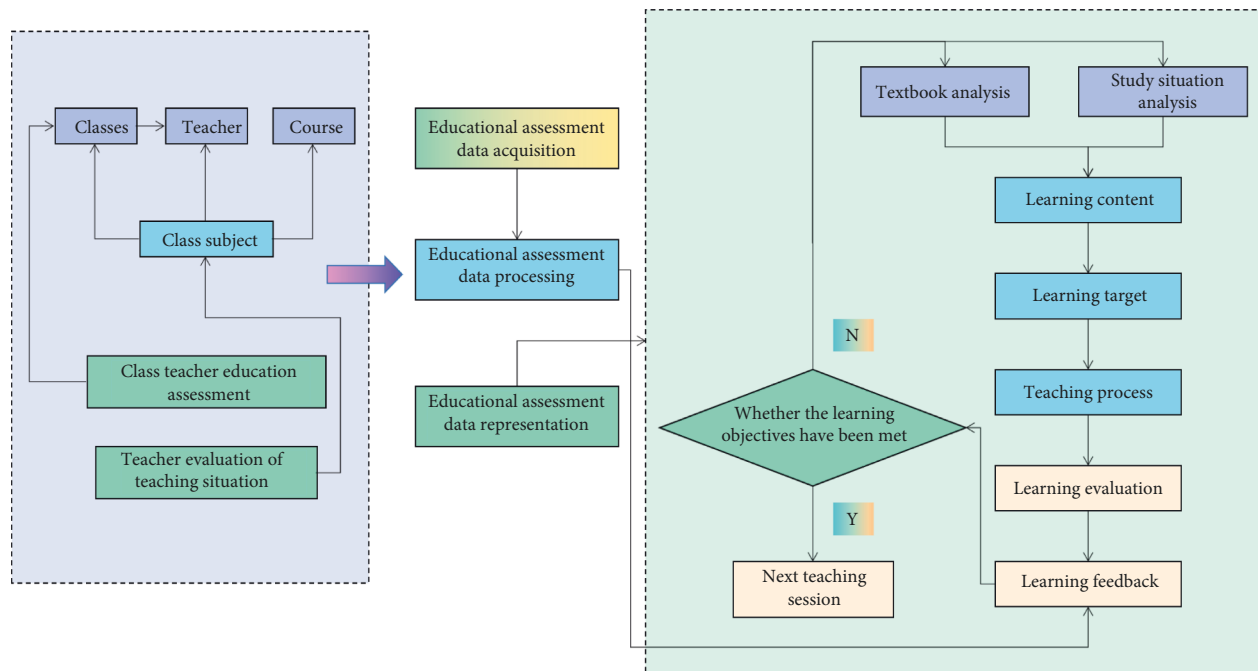 Classes
Teacher
Course
Class subject
Class teacher education
assessment
Teacher evaluation of
teaching situation
Educational assessment
data acquisition
Educational assessment
data processing
Educational assessment
data representation
Textbook analysis
Study situation
analysis
Learning content
Learning target
Teaching process
Learning evaluation
Learning feedback
Whether the learning
objectives have been met
N
Y
Next teaching
session